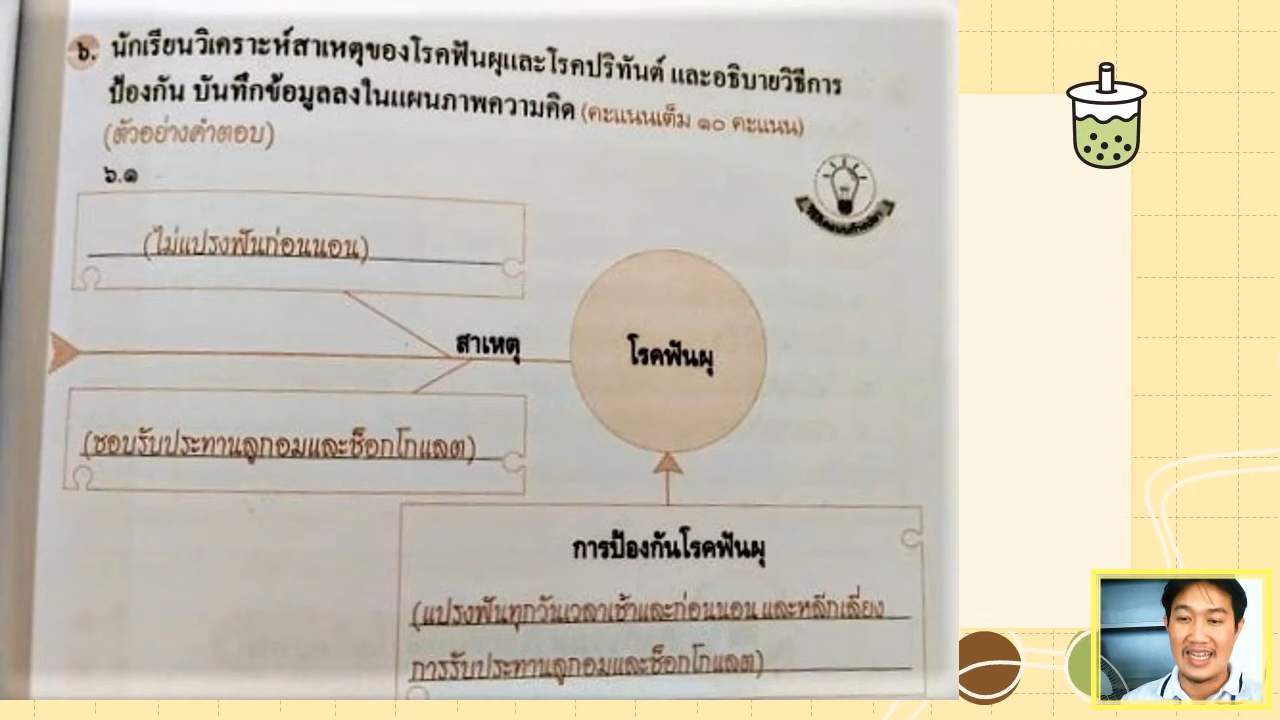 ๖. นักเรียนวิเคราะห์สาเหตุของโรคฟันผุและโรคปริทันต์ และอธิบายวิธีการ
ป้องกัน บันทึกข้อมูลลงในแผนภาพความคิด (คะแนนเต็ม ๑๐ คะแนน)
(ตัวอย่างคำตอบ)
๖.๑
(ไม่แปรงฟันก่อนนอน)
สาเหตุ
โรคฟันผุ
(ชอบรับประทานลูกอมและช็อกโกแลต)
การป้องกันโรคฟันผุ
(แปรงฟันทุกวันเวลาเช้าและก่อนนอน และหลีกเลี่ยง
การรับประทานลูกอมและช็อกโกแลต)